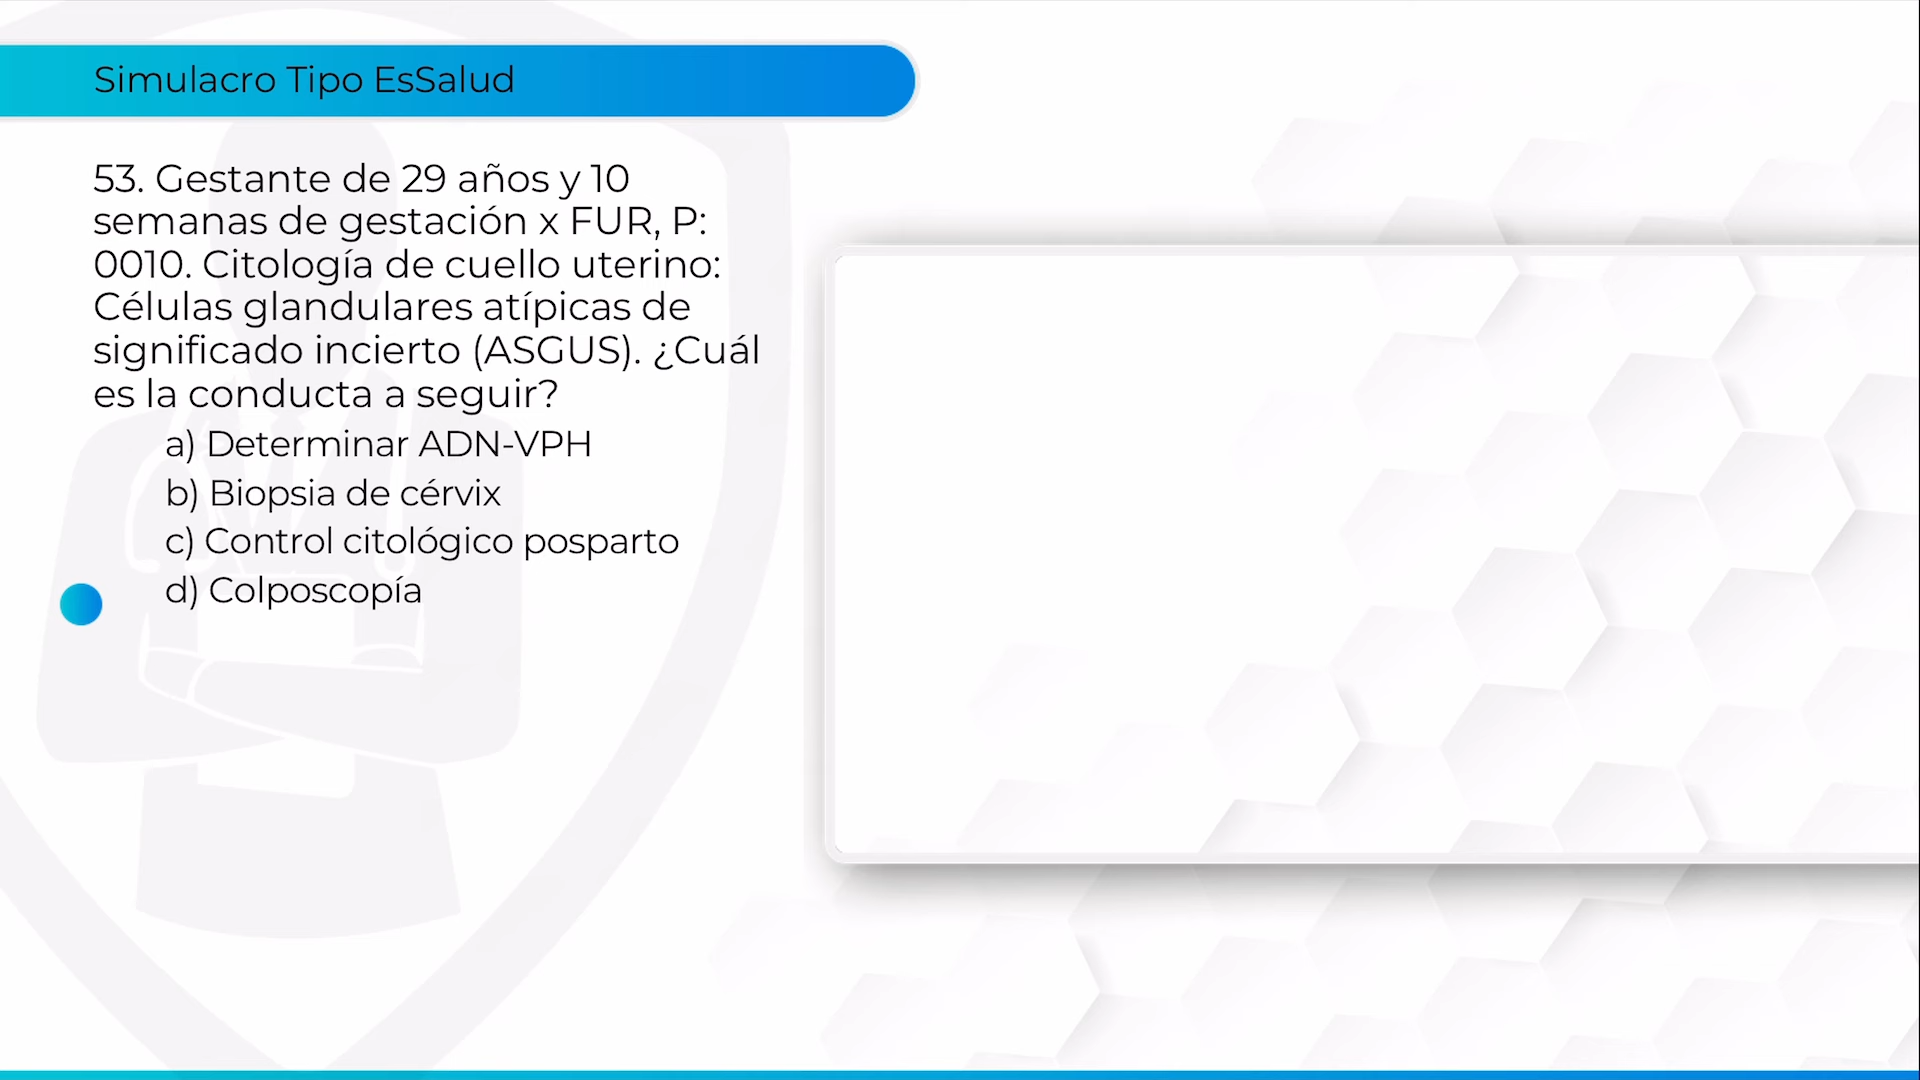 Simulacro Tipo EsSalud
53. Gestante de 29 años y 10
semanas de gestación x FUR, P:
0010. Citología de cuello uterino:
Células glandulares atípicas de
significado incierto (ASGUS). ¿Cuál
es la conducta a seguir?
a) Determinar ADN-VPH
b) Biopsia de cérvix
c) Control citológico posparto
d) Colposcopía